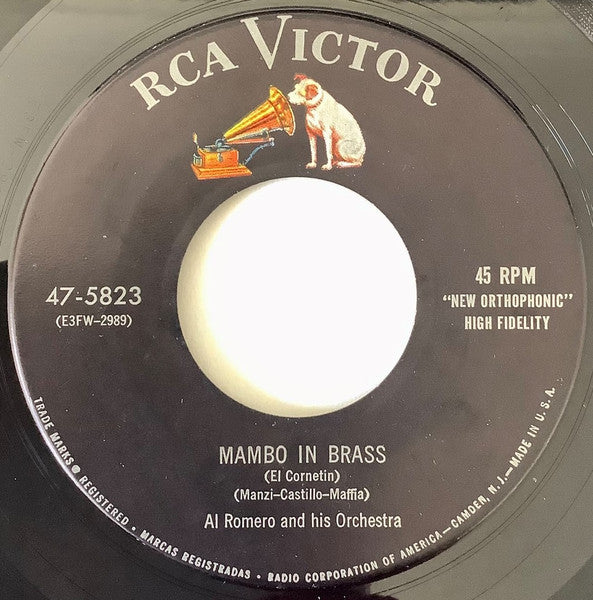 RCA VICTOR
47-5823
(E3FW-2989)
45 RPM
"NEW ORTHOPHONIC"
HIGH FIDELITY
MAMBO IN BRASS
(El Cornetin)
(Manzi-Castillo-Maffia)
Al Romero and his Orchestra
TRADE MARKS ® REGISTERED • MARCAS REGISTRADAS • RADIO CORPORATION OF AMERICA—CAMDEN, N. J.—MADE IN U. S. A.